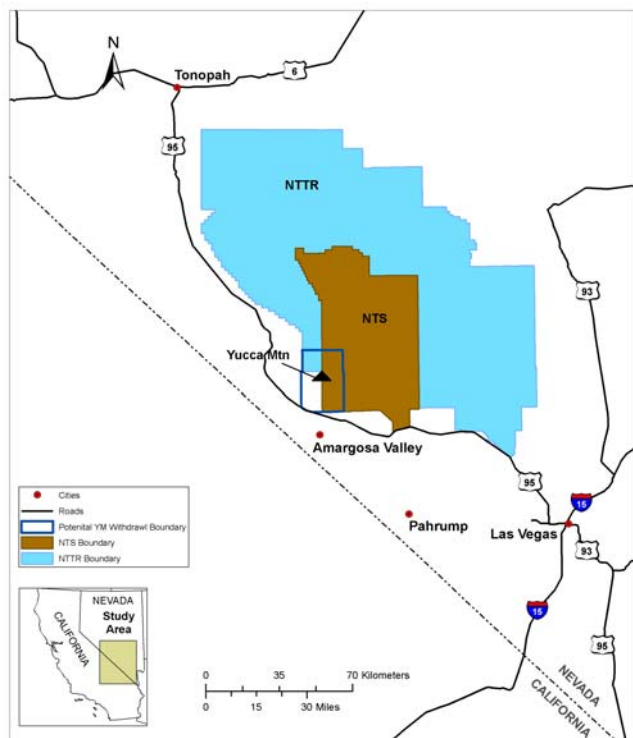 N
Tonopah
6
95
NTTR
93
NTS
Yucca Mtn
Amargosa Valley
95
15
Pahrump
Las Vegas
93
Cities
Roads
Potenital YM Withdrawl Boundary
NTS Boundary
NTTR Boundary
15
95
NEVADA
CALIFORNIA
NEVADA
Study
Area
CALIFORNIA
0 35 70 Kilometers
0 15 30 Miles